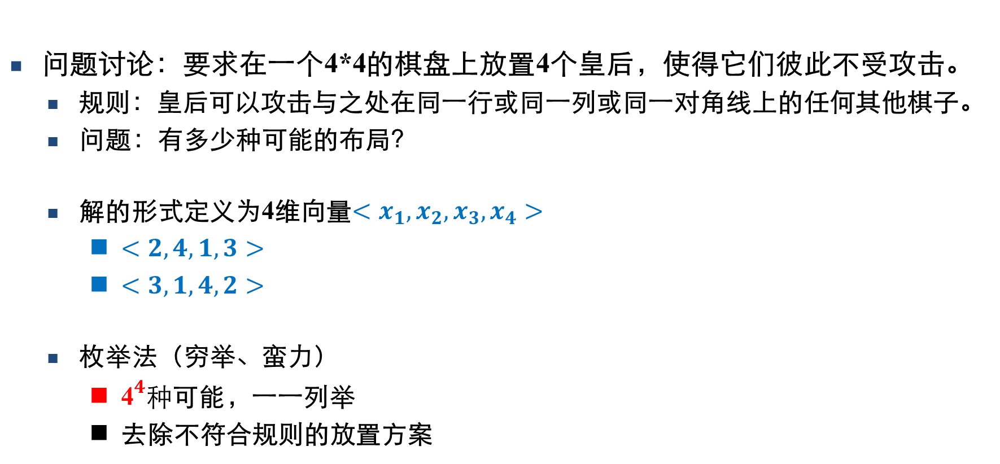 问题讨论：要求在一个4*4的棋盘上放置4个皇后，使得它们彼此不受攻击。
规则：皇后可以攻击与之处在同一行或同一列或同一对角线上的任何其他棋子。
问题：有多少种可能的布局?
解的形式定义为4维向量< x₁, x₂, x₃, x₄ >
< 2, 4, 1, 3 >
< 3, 1, 4, 2 >
枚举法（穷举、蛮力）
4⁴种可能，一一列举
去除不符合规则的放置方案